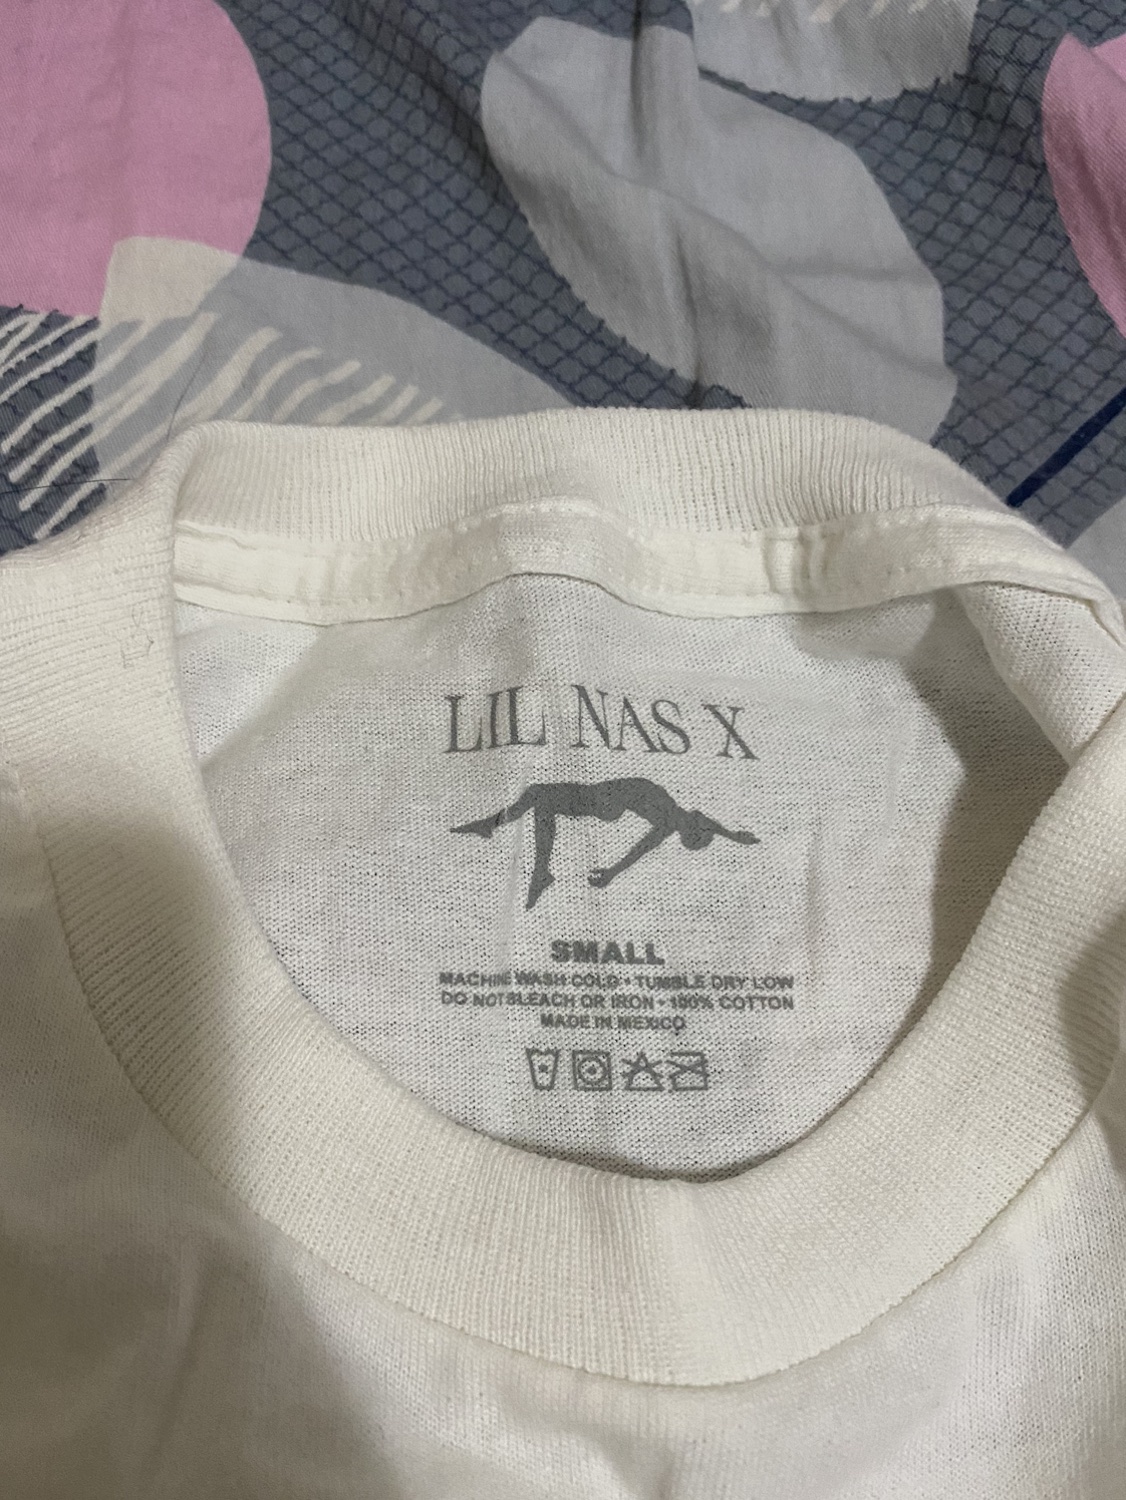 LIL NAS X
SMALL
MACHINE WASH COLD • TUMBLE DRY LOW
DO NOT BLEACH OR IRON • 100% COTTON
MADE IN MEXICO